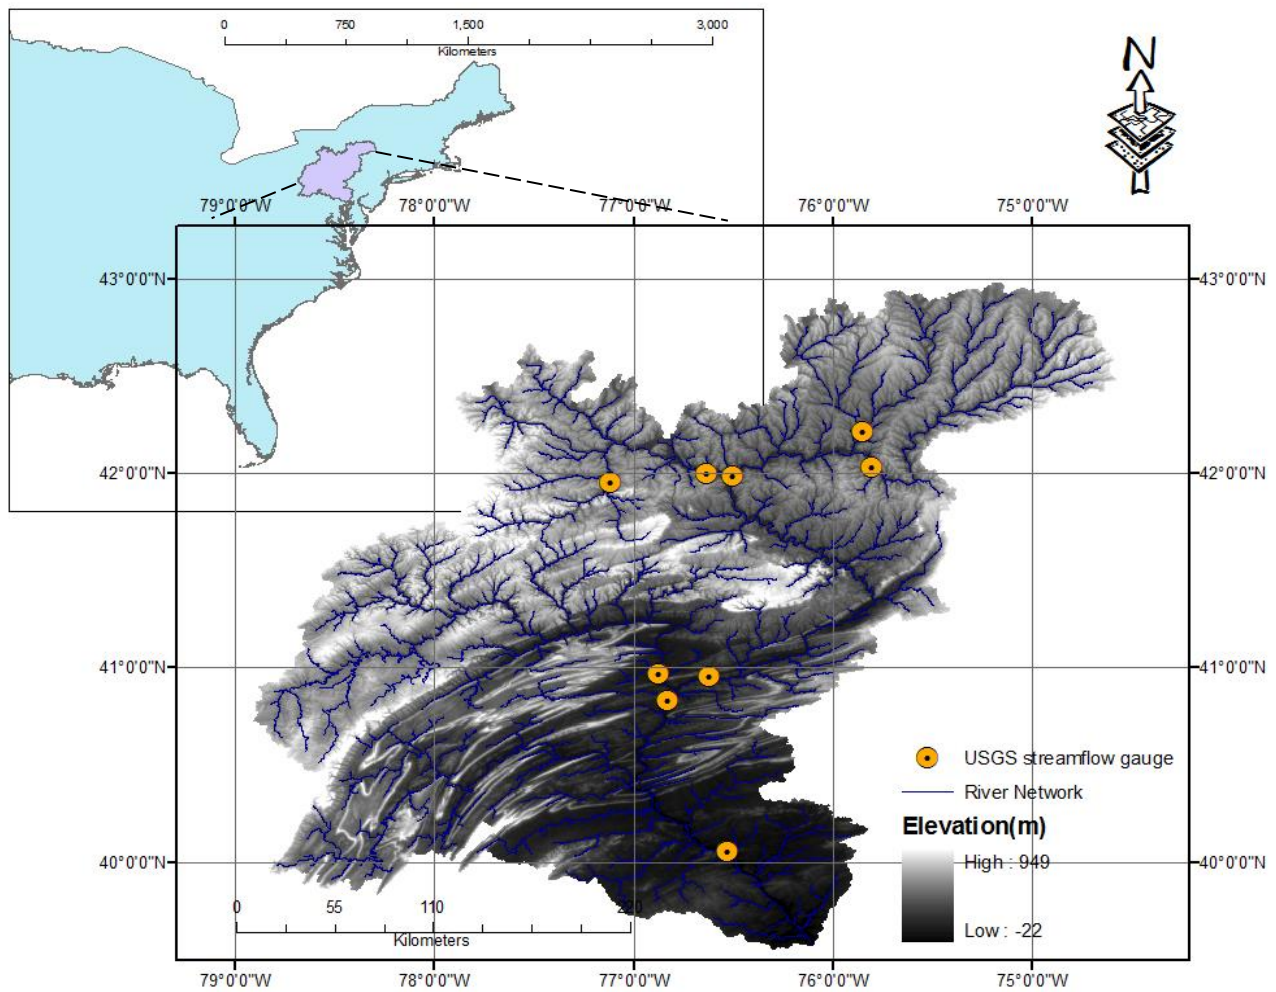 0 750 1,500 3,000
Kilometers
N
79°0'0"W 78°0'0"W 77°0'0"W 76°0'0"W 75°0'0"W
43°0'0"N 43°0'0"N
42°0'0"N 42°0'0"N
41°0'0"N 41°0'0"N
USGS streamflow gauge
River Network
Elevation(m)
High : 949
40°0'0"N 40°0'0"N
0 55 110 220
Low : -22
Kilometers
79°0'0"W 78°0'0"W 77°0'0"W 76°0'0"W 75°0'0"W